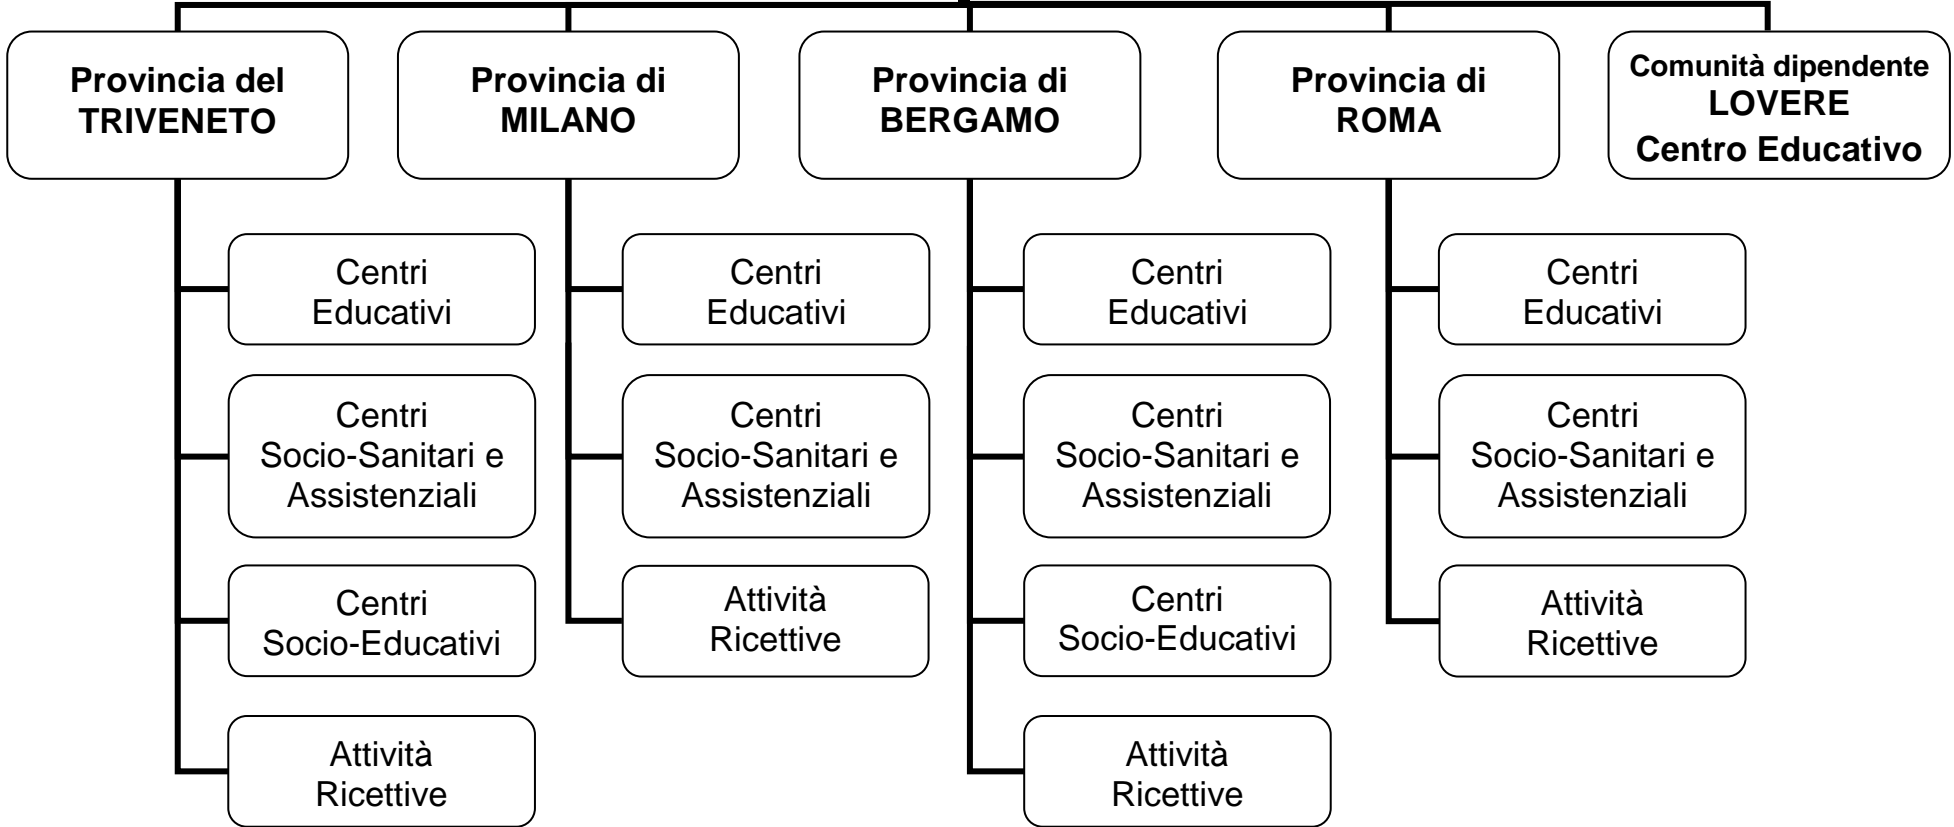 Provincia del
TRIVENETO
Provincia di
MILANO
Provincia di
BERGAMO
Provincia di
ROMA
Comunità dipendente
LOVERE
Centro Educativo
Centri
Educativi
Centri
Socio-Sanitari e
Assistenziali
Centri
Socio-Educativi
Attività
Ricettive
Centri
Educativi
Centri
Socio-Sanitari e
Assistenziali
Attività
Ricettive
Centri
Educativi
Centri
Socio-Sanitari e
Assistenziali
Centri
Socio-Educativi
Attività
Ricettive
Centri
Educativi
Centri
Socio-Sanitari e
Assistenziali
Attività
Ricettive